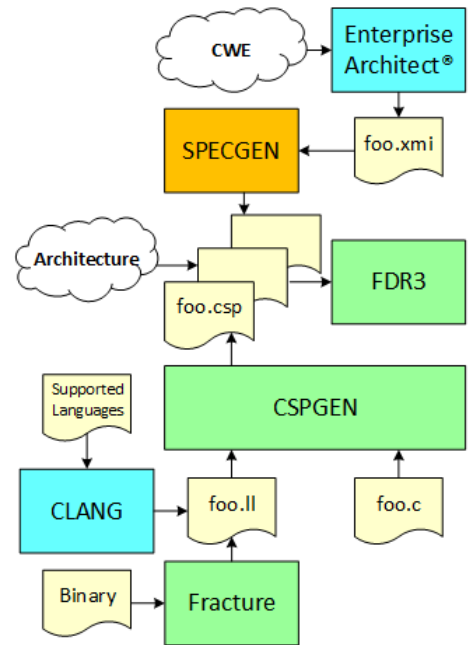 CWE
Enterprise
Architect®
SPECGEN
foo.xmi
Architecture
foo.csp
FDR3
Supported
Languages
CSPGEN
CLANG
foo.ll
foo.c
Binary
Fracture